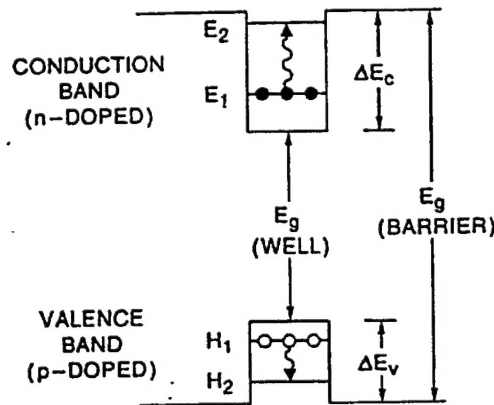 E2
CONDUCTION
BAND
(n-DOPED)
E1
ΔEc
Eg
(WELL)
Eg
(BARRIER)
VALENCE
BAND
(p-DOPED)
H1
H2
ΔEv